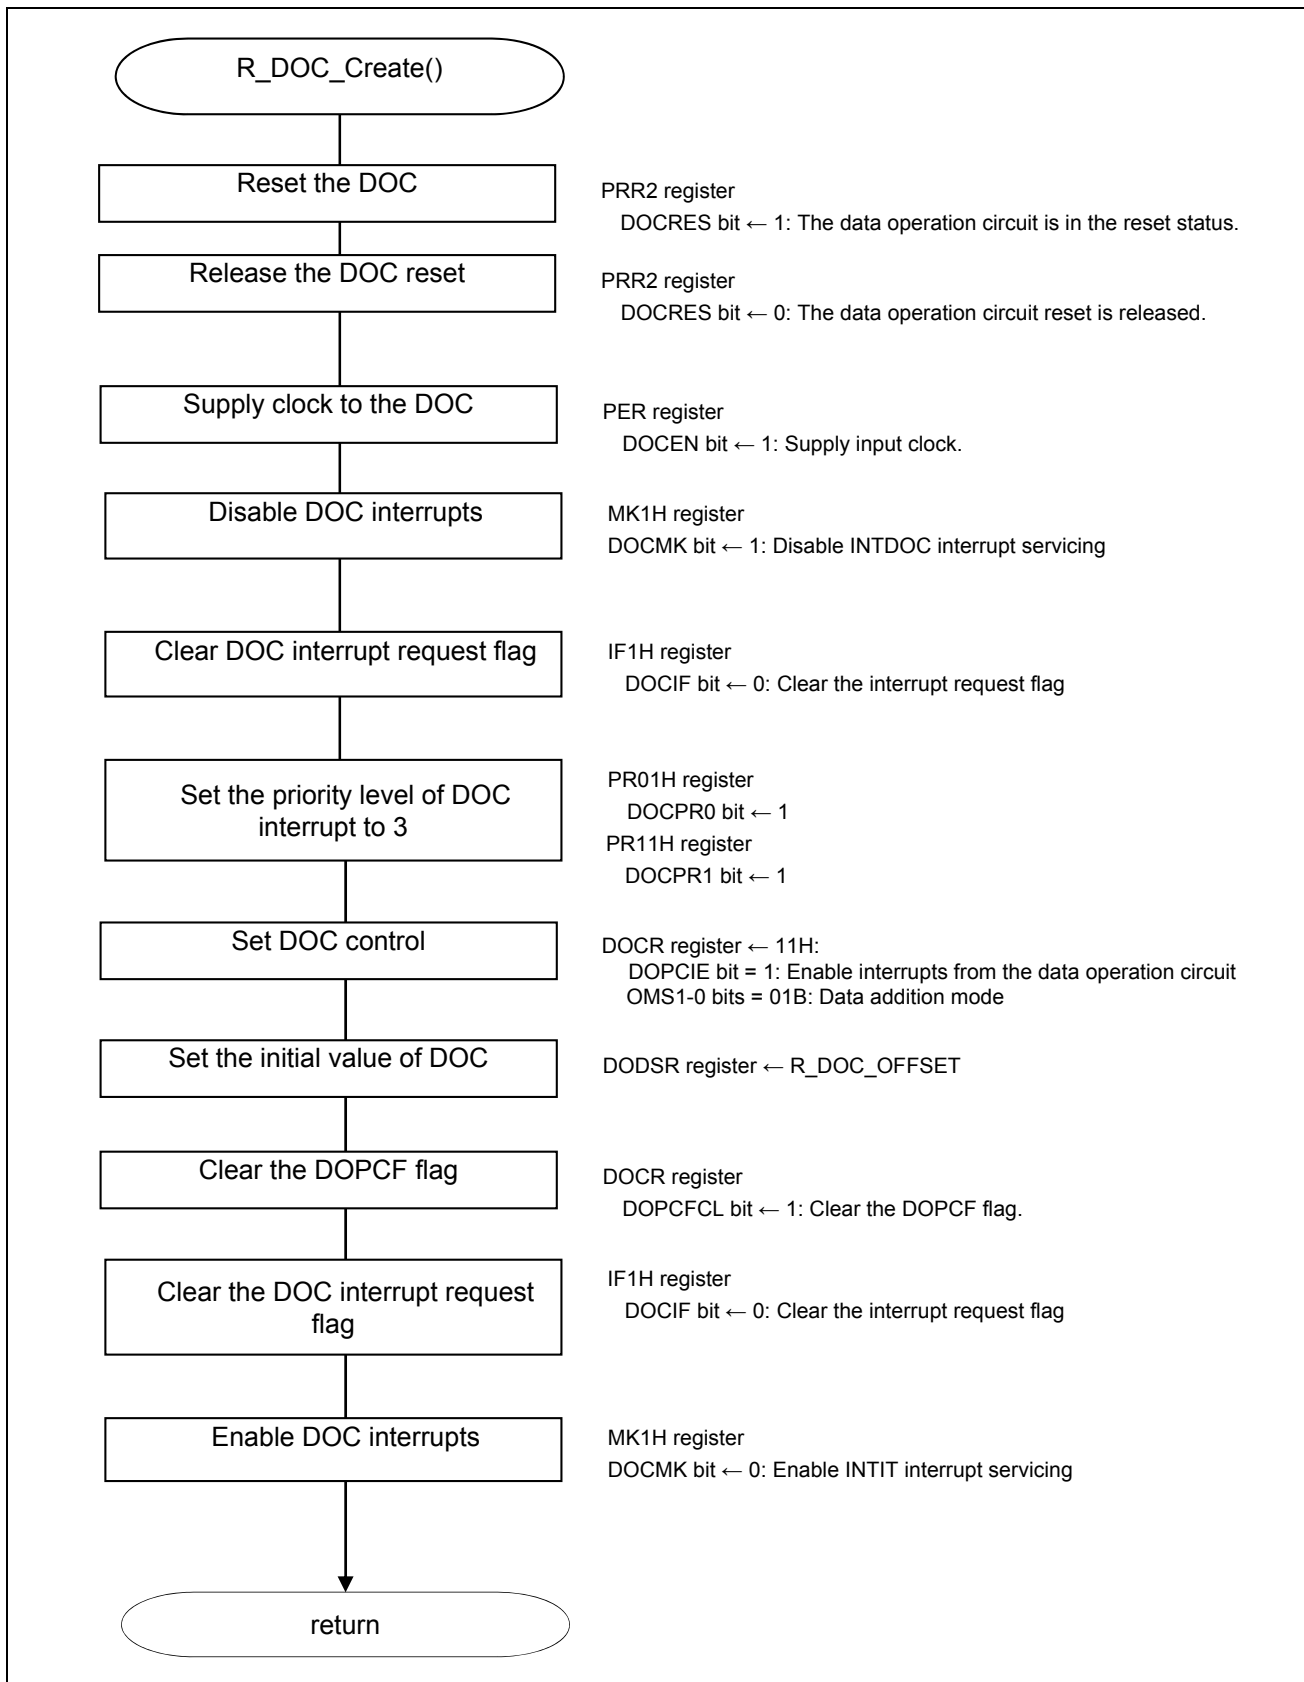 R_DOC_Create()
Reset the DOC
PRR2 register
DOCRES bit ← 1: The data operation circuit is in the reset status.
Release the DOC reset
PRR2 register
DOCRES bit ← 0: The data operation circuit reset is released.
Supply clock to the DOC
PER register
DOCEN bit ← 1: Supply input clock.
Disable DOC interrupts
MK1H register
DOCMK bit ← 1: Disable INTDOC interrupt servicing
Clear DOC interrupt request flag
IF1H register
DOCIF bit ← 0: Clear the interrupt request flag
Set the priority level of DOC
interrupt to 3
PR01H register
DOCPR0 bit ← 1
PR11H register
DOCPR1 bit ← 1
Set DOC control
DOCR register ← 11H:
DOPCIE bit = 1: Enable interrupts from the data operation circuit
OMS1-0 bits = 01B: Data addition mode
Set the initial value of DOC
DODSR register ← R_DOC_OFFSET
Clear the DOPCF flag
DOCR register
DOPCFCL bit ← 1: Clear the DOPCF flag.
Clear the DOC interrupt request
flag
IF1H register
DOCIF bit ← 0: Clear the interrupt request flag
Enable DOC interrupts
MK1H register
DOCMK bit ← 0: Enable INTIT interrupt servicing
return